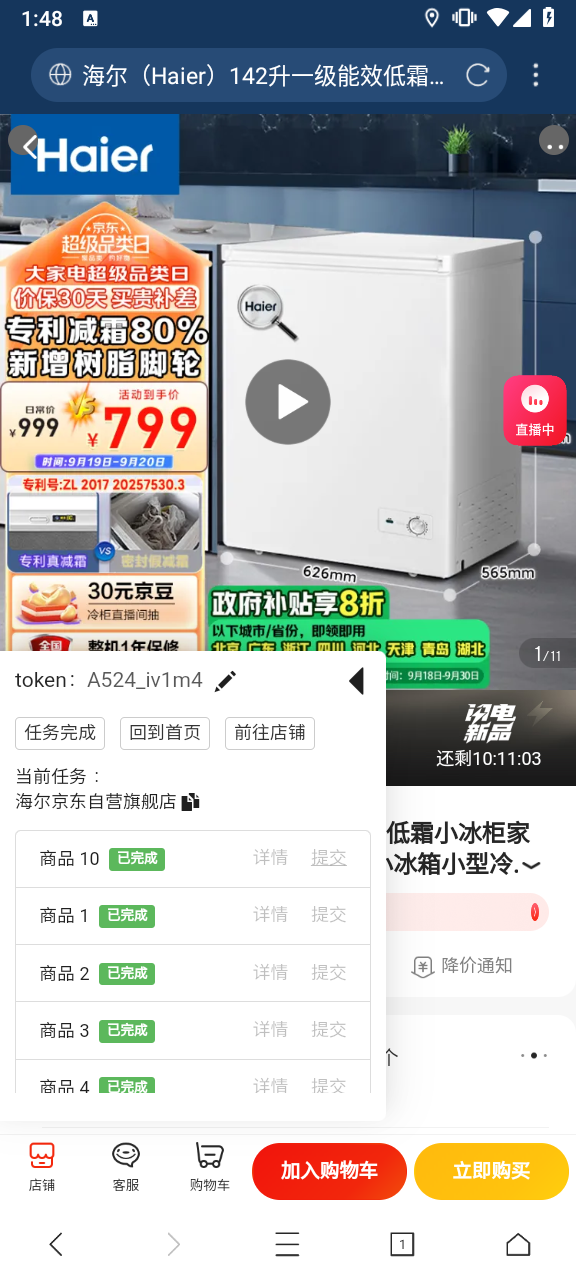 1:48
A
海尔（Haier）142升一级能效低霜…
Haier
京东
超级品类日
大家电超级品类日
价保30天 买贵补差
专利减霜80%
新增树脂脚轮
日常价
¥999
VS
活动到手价
¥799
时间:9月19日-9月20日
专利号:ZL 2017 20257530.3
专利真减霜
VS
密封假减霜
30元京豆
冷柜直播间抽
全国
整机1年保修
Haier
直播中
626mm
565mm
政府补贴享8折
以下城市/省份，即领即用
北京 广东 浙江 四川 河北 天津 青岛 湖北
时间：9月18日-9月30日
1/11
闪电
新品
还剩10:11:03
token： A524_iv1m4
任务完成
回到首页
前往店铺
当前任务：
海尔京东自营旗舰店
商品 10 已完成 详情 提交
商品 1 已完成 详情 提交
商品 2 已完成 详情 提交
商品 3 已完成 详情 提交
商品 4 已完成 详情 提交
低霜小冰柜家
小冰箱小型冷.
降价通知
个
店铺
客服
购物车
加入购物车
立即购买
1